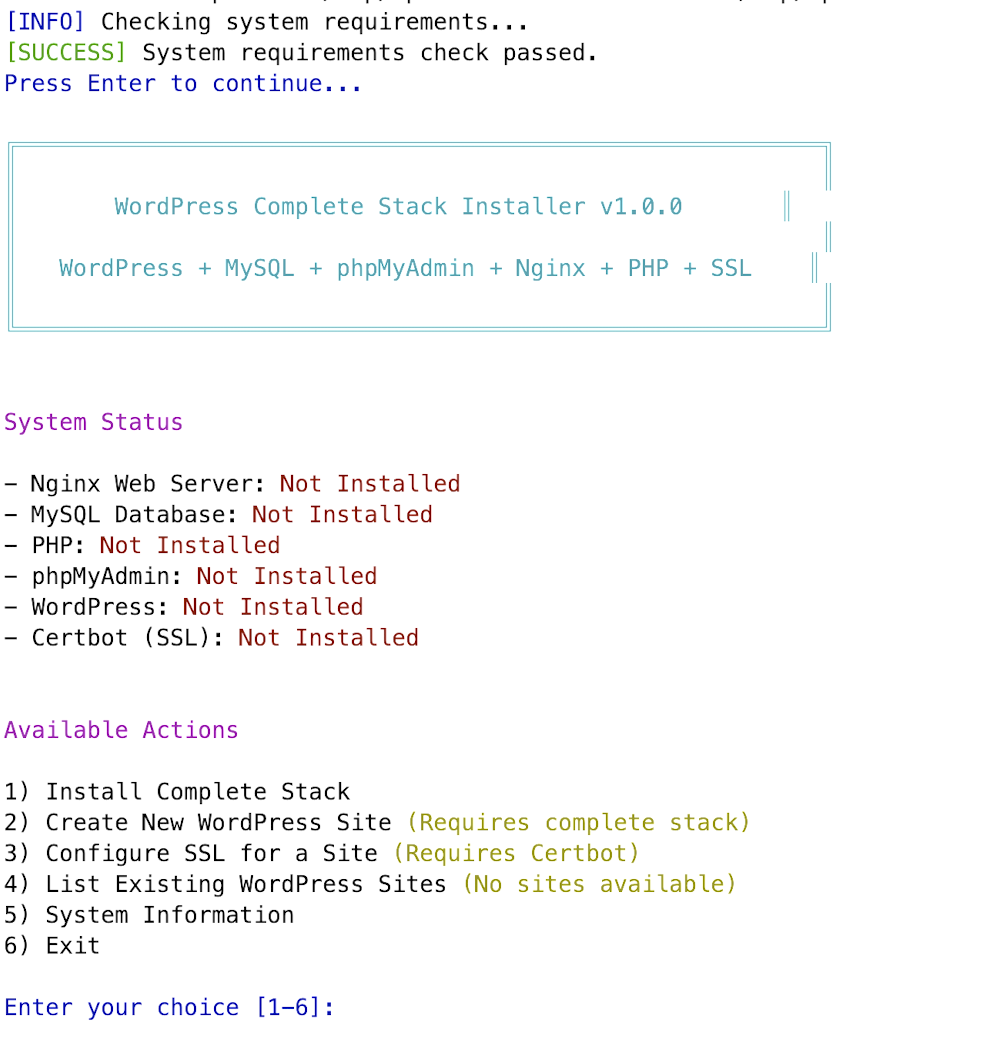 [INFO] Checking system requirements...
[SUCCESS] System requirements check passed.
Press Enter to continue...
WordPress Complete Stack Installer v1.0.0
WordPress + MySQL + phpMyAdmin + Nginx + PHP + SSL
System Status
- Nginx Web Server: Not Installed
- MySQL Database: Not Installed
- PHP: Not Installed
- phpMyAdmin: Not Installed
- WordPress: Not Installed
- Certbot (SSL): Not Installed
Available Actions
1) Install Complete Stack
2) Create New WordPress Site (Requires complete stack)
3) Configure SSL for a Site (Requires Certbot)
4) List Existing WordPress Sites (No sites available)
5) System Information
6) Exit
Enter your choice [1-6]: